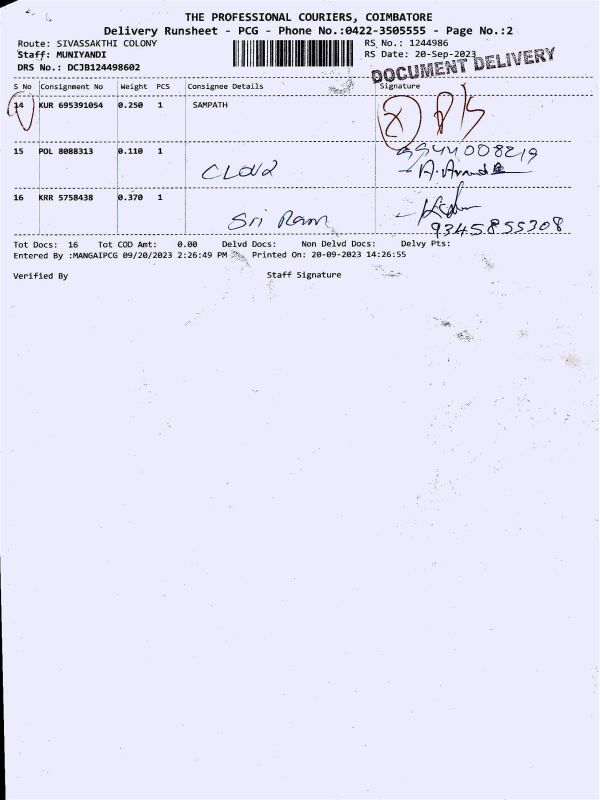 THE PROFESSIONAL COURIERS, COIMBATORE
Delivery Runsheet - PCG - Phone No.:0422-3505555 - Page No.:2
Route: SIVASSAKTHI COLONY RS No.: 1244986
Staff: MUNIYANDI RS Date: 20-Sep-2023
DRS No.: DCJB124498602 DOCUMENT DELIVERY
S No Consignment No Weight PCS Consignee Details Signature
14 KUR 695391054 0.250 1 SAMPATH
15 POL 8088313 0.110 1 9944008219
CLOUD
16 KRR 5758438 0.370 1
Sri Ram 9345855308
Tot Docs: 16 Tot COD Amt: 0.00 Delvd Docs: Non Delvd Docs: Delvy Pts:
Entered By :MANGAIPCG 09/20/2023 2:26:49 PM Printed On: 20-09-2023 14:26:55
Verified By Staff Signature